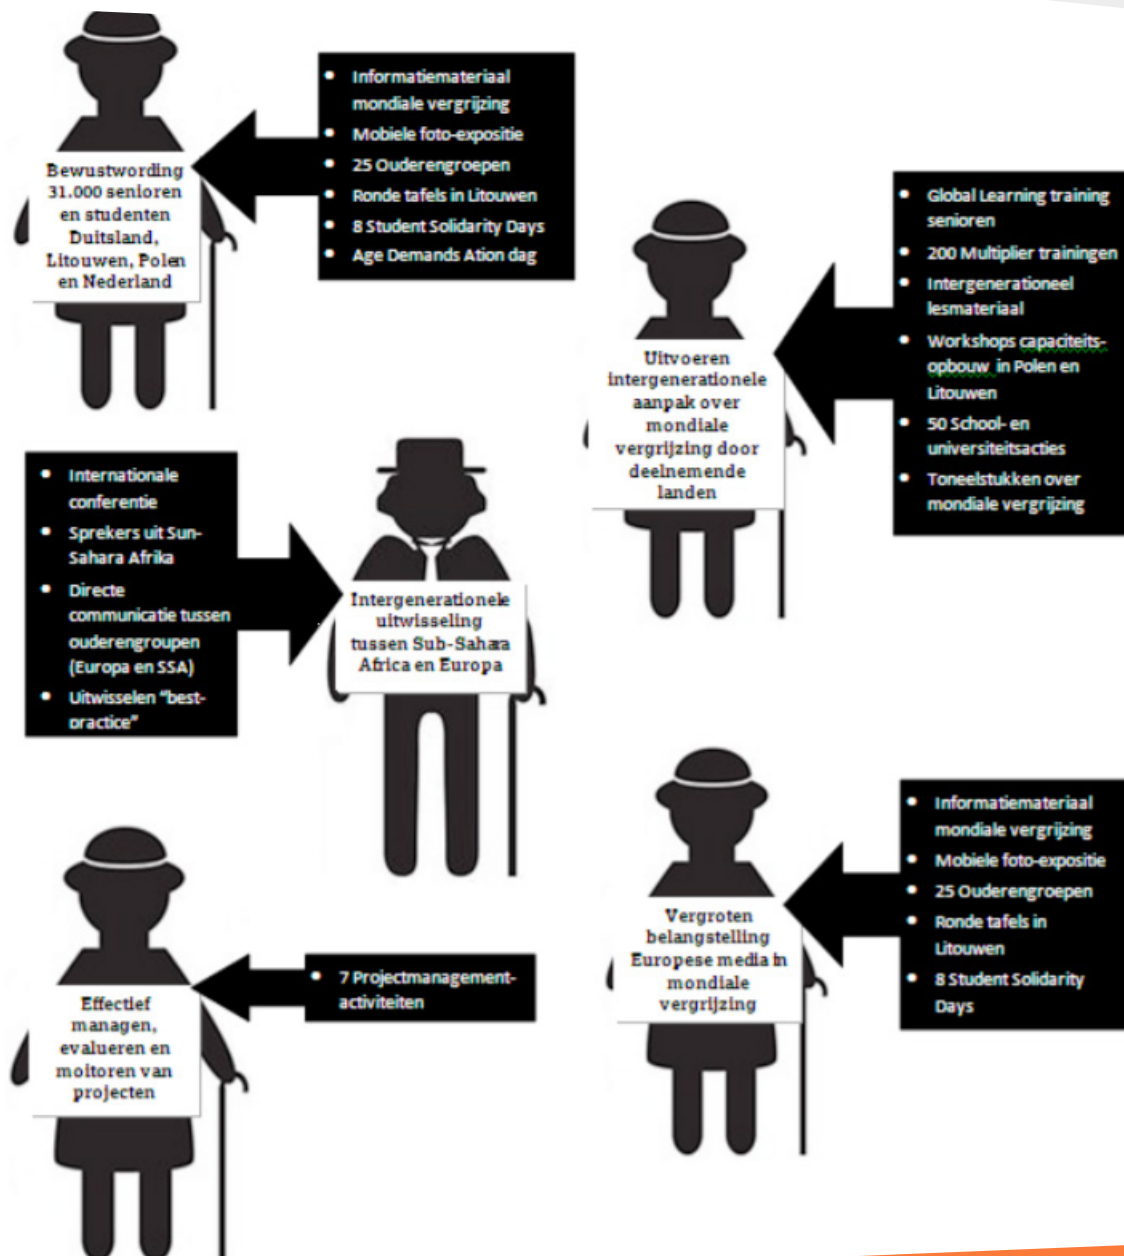 Bewustwording
31.000 senioren
en studenten
Duitsland,
Litouwen, Polen
en Nederland
• Informatiemateriaal
mondiale vergrijzing
• Mobiele foto-expositie
• 25 Ouderengroepen
• Ronde tafels in Litouwen
• 8 Student Solidarity Days
• Age Demands Ation dag
Uitvoeren
intergenerationele
aanpak over
mondiale
vergrijzing door
deelnemende
landen
• Global Learning training
senioren
• 200 Multiplier trainingen
• Intergenerationeel
lesmateriaal
• Workshops capaciteits-
opbouw in Polen en
Litouwen
• 50 School- en
universiteitsacties
• Toneelstukken over
mondiale vergrijzing
• Internationale
conferentie
• Sprekers uit Sun-
Sahara Afrika
• Directe
communicatie tussen
ouderengroupen
(Europa en SSA)
• Uitwisselen “best-
practice”
Intergenerationele
uitwisseling
tussen Sub-Sahara
Africa en Europa
Vergroten
belangstelling
Europese media in
mondiale
vergrijzing
• Informatiemateriaal
mondiale vergrijzing
• Mobiele foto-expositie
• 25 Ouderengroepen
• Ronde tafels in
Litouwen
• 8 Student Solidarity
Days
Effectief
managen,
evalueren en
moitoren van
projecten
• 7 Projectmanagement-
activiteiten